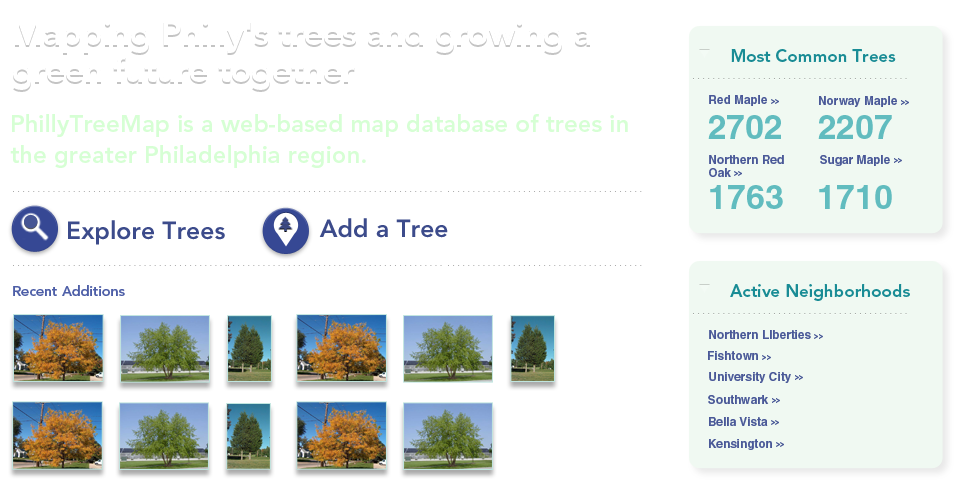 Mapping Philly's trees and growing a
green future together
PhillyTreeMap is a web-based map database of trees in
the greater Philadelphia region.
Explore Trees
Add a Tree
Recent Additions
Most Common Trees
Red Maple >>
2702
Norway Maple >>
2207
Northern Red
Oak >>
1763
Sugar Maple >>
1710
Active Neighborhoods
Northern Liberties >>
Fishtown >>
University City >>
Southwark >>
Bella Vista >>
Kensington >>